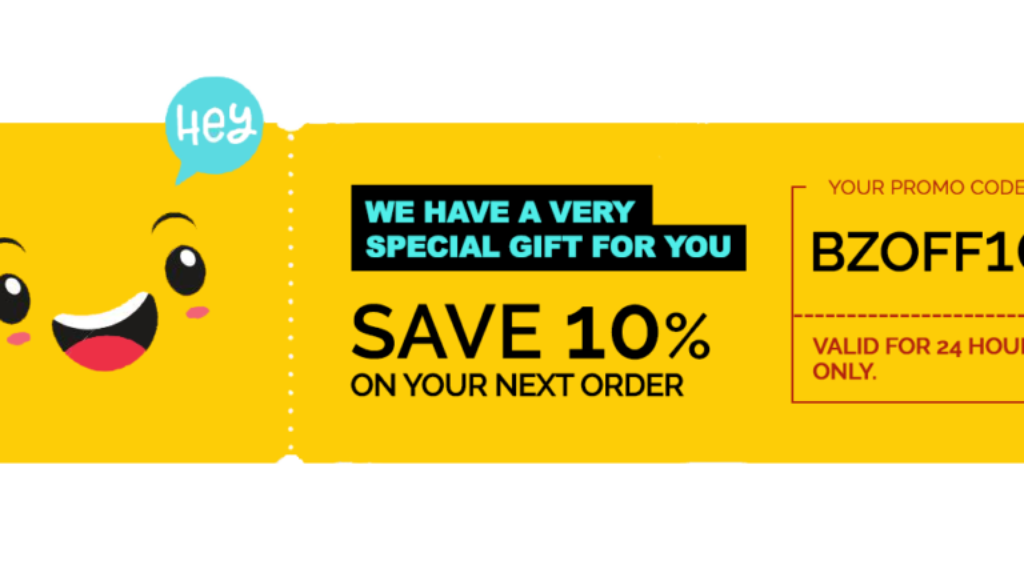 Hey
WE HAVE A VERY
SPECIAL GIFT FOR YOU
SAVE 10%
ON YOUR NEXT ORDER
YOUR PROMO CODE
VALID FOR 24
ONLY.